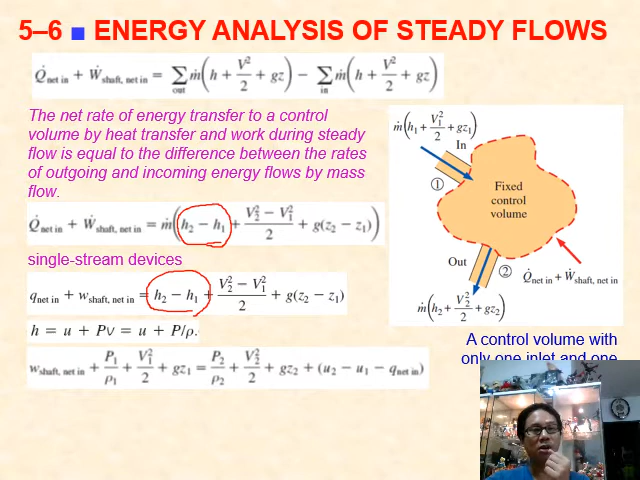 5–6 ■ ENERGY ANALYSIS OF STEADY FLOWS
Q̇net in + Ẇshaft, net in = ∑out ṁ(h + V²/2 + gz) − ∑in ṁ(h + V²/2 + gz)
The net rate of energy transfer to a control
volume by heat transfer and work during steady
flow is equal to the difference between the rates
of outgoing and incoming energy flows by mass
flow.
Q̇net in + Ẇshaft, net in = ṁ(h₂ − h₁ + (V₂² − V₁²)/2 + g(z₂ − z₁))
single-stream devices
qnet in + wshaft, net in = h₂ − h₁ + (V₂² − V₁²)/2 + g(z₂ − z₁)
h = u + Pv = u + P/ρ.
wshaft, net in + P₁/ρ₁ + V₁²/2 + gz₁ = P₂/ρ₂ + V₂²/2 + gz₂ + (u₂ − u₁ − qnet in)
ṁ(h₁ + V₁²/2 + gz₁)
In
①
Fixed
control
volume
Out
②
Q̇net in + Ẇshaft, net in
ṁ(h₂ + V₂²/2 + gz₂)
A control volume with
only one inlet and one